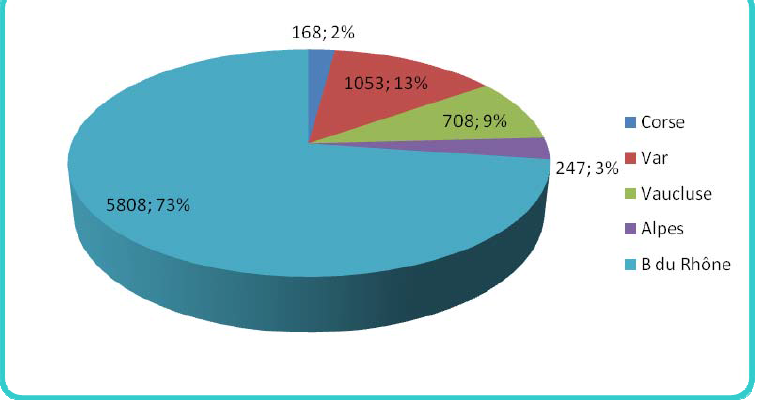 168; 2%
1053; 13%
708; 9%
247; 3%
5808; 73%
Corse
Var
Vaucluse
Alpes
B du Rhône